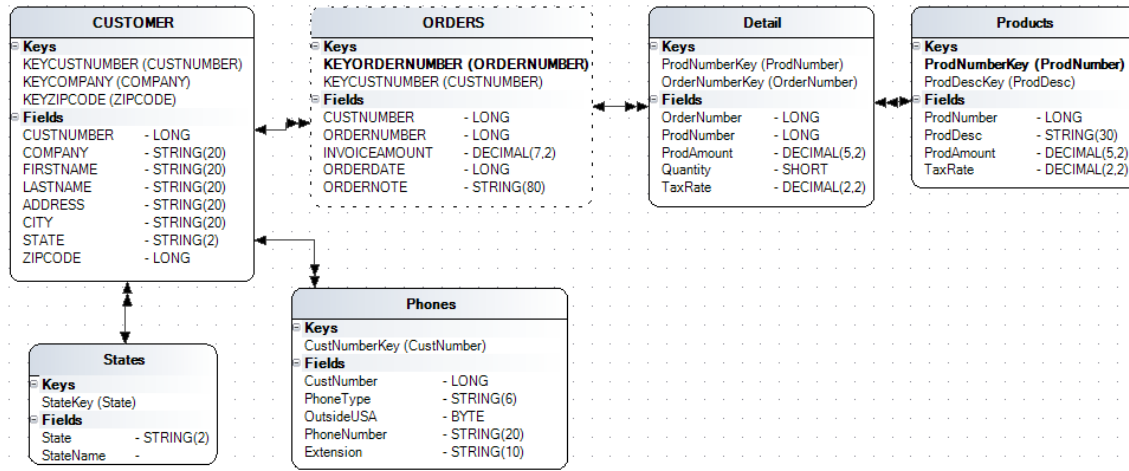 CUSTOMER
Keys
KEYCUSTNUMBER (CUSTNUMBER)
KEYCOMPANY (COMPANY)
KEYZIPCODE (ZIPCODE)
Fields
CUSTNUMBER - LONG
COMPANY - STRING(20)
FIRSTNAME - STRING(20)
LASTNAME - STRING(20)
ADDRESS - STRING(20)
CITY - STRING(20)
STATE - STRING(2)
ZIPCODE - LONG
ORDERS
Keys
KEYORDERNUMBER (ORDERNUMBER)
KEYCUSTNUMBER (CUSTNUMBER)
Fields
CUSTNUMBER - LONG
ORDERNUMBER - LONG
INVOICEAMOUNT - DECIMAL(7,2)
ORDERDATE - LONG
ORDERNOTE - STRING(80)
Detail
Keys
ProdNumberKey (ProdNumber)
OrderNumberKey (OrderNumber)
Fields
OrderNumber - LONG
ProdNumber - LONG
ProdAmount - DECIMAL(5,2)
Quantity - SHORT
TaxRate - DECIMAL(2,2)
Products
Keys
ProdNumberKey (ProdNumber)
ProdDescKey (ProdDesc)
Fields
ProdNumber - LONG
ProdDesc - STRING(30)
ProdAmount - DECIMAL(5,2)
TaxRate - DECIMAL(2,2)
States
Keys
StateKey (State)
Fields
State - STRING(2)
StateName -
Phones
Keys
CustNumberKey (CustNumber)
Fields
CustNumber - LONG
PhoneType - STRING(6)
OutsideUSA - BYTE
PhoneNumber - STRING(20)
Extension - STRING(10)